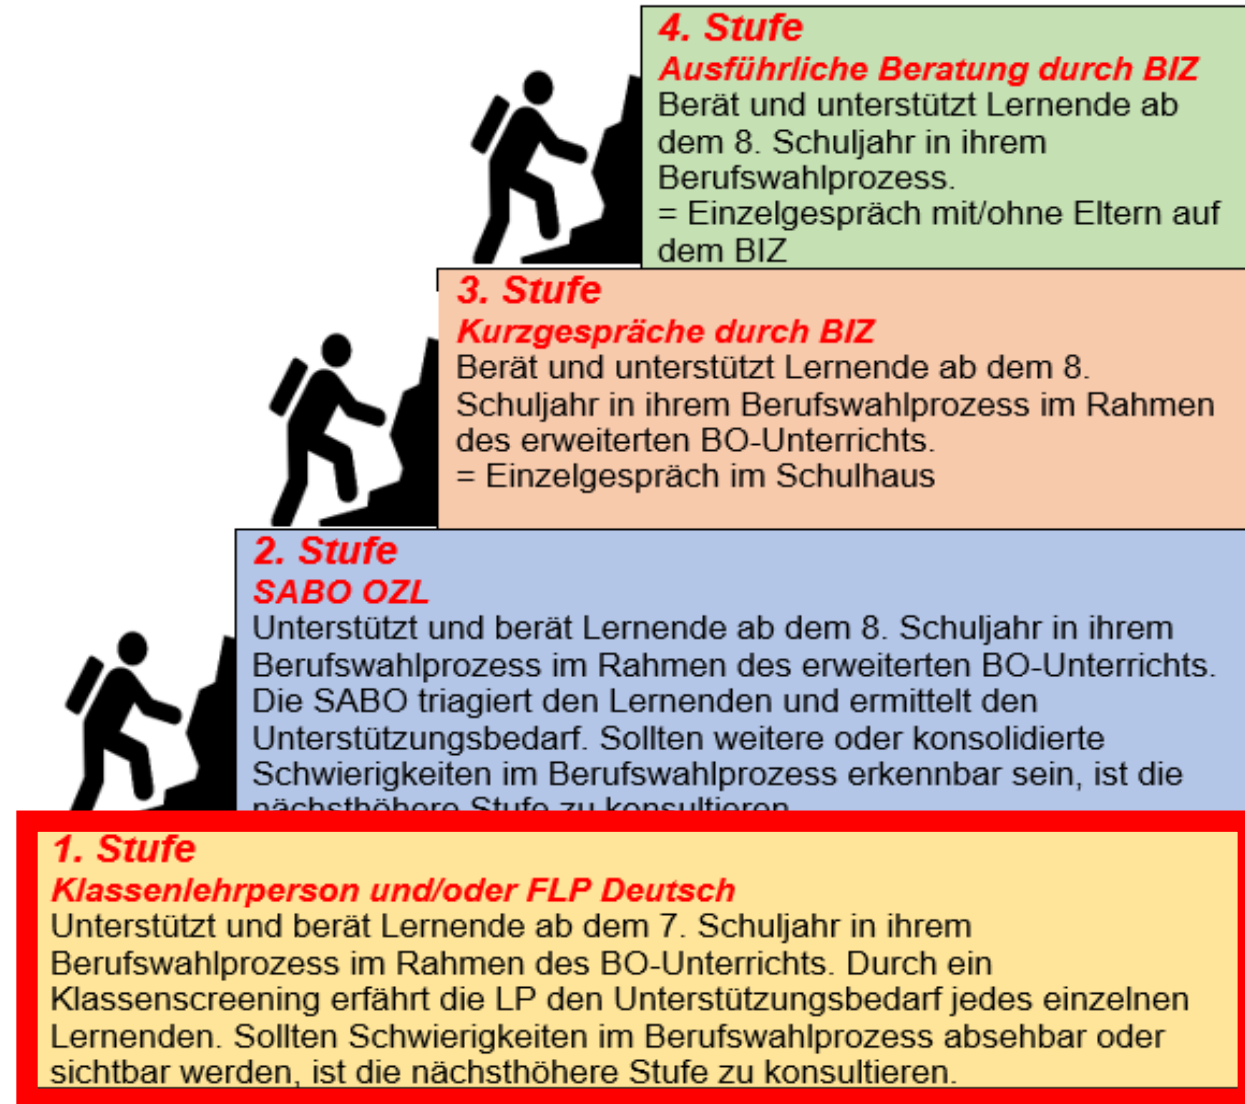 4. Stufe
Ausführliche Beratung durch BIZ
Berät und unterstützt Lernende ab
dem 8. Schuljahr in ihrem
Berufswahlprozess.
= Einzelgespräch mit/ohne Eltern auf
dem BIZ
3. Stufe
Kurzgespräche durch BIZ
Berät und unterstützt Lernende ab dem 8.
Schuljahr in ihrem Berufswahlprozess im Rahmen
des erweiterten BO-Unterrichts.
= Einzelgespräch im Schulhaus
2. Stufe
SABO OZL
Unterstützt und berät Lernende ab dem 8. Schuljahr in ihrem
Berufswahlprozess im Rahmen des erweiterten BO-Unterrichts.
Die SABO triagiert den Lernenden und ermittelt den
Unterstützungsbedarf. Sollten weitere oder konsolidierte
Schwierigkeiten im Berufswahlprozess erkennbar sein, ist die
nächsthöhere Stufe zu konsultieren
1. Stufe
Klassenlehrperson und/oder FLP Deutsch
Unterstützt und berät Lernende ab dem 7. Schuljahr in ihrem
Berufswahlprozess im Rahmen des BO-Unterrichts. Durch ein
Klassenscreening erfährt die LP den Unterstützungsbedarf jedes einzelnen
Lernenden. Sollten Schwierigkeiten im Berufswahlprozess absehbar oder
sichtbar werden, ist die nächsthöhere Stufe zu konsultieren.